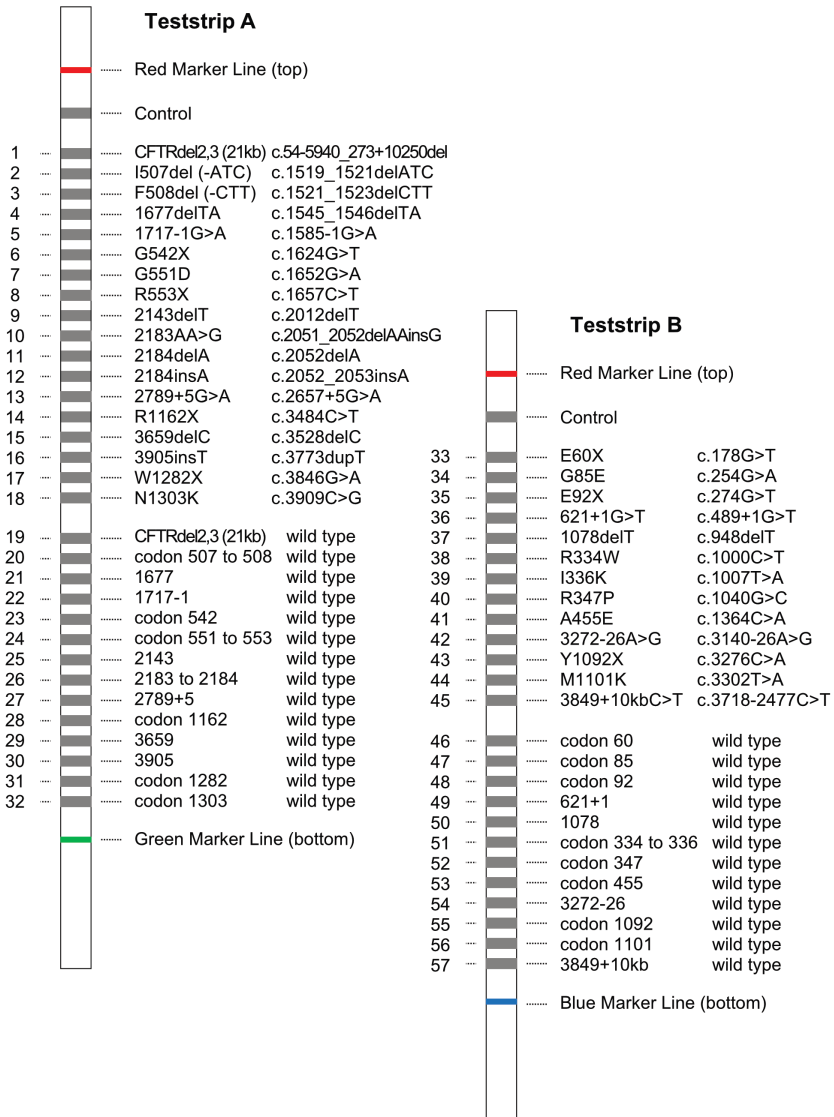 Teststrip A
Red Marker Line (top)
Control
1 CFTRdel2,3 (21kb) c.54-5940_273+10250del
2 I507del (-ATC) c.1519_1521delATC
3 F508del (-CTT) c.1521_1523delCTT
4 1677delTA c.1545_1546delTA
5 1717-1G>A c.1585-1G>A
6 G542X c.1624G>T
7 G551D c.1652G>A
8 R553X c.1657C>T
9 2143delT c.2012delT
10 2183AA>G c.2051_2052delAAinsG
11 2184delA c.2052delA
12 2184insA c.2052_2053insA
13 2789+5G>A c.2657+5G>A
14 R1162X c.3484C>T
15 3659delC c.3528delC
16 3905insT c.3773dupT
17 W1282X c.3846G>A
18 N1303K c.3909C>G
19 CFTRdel2,3 (21kb) wild type
20 codon 507 to 508 wild type
21 1677 wild type
22 1717-1 wild type
23 codon 542 wild type
24 codon 551 to 553 wild type
25 2143 wild type
26 2183 to 2184 wild type
27 2789+5 wild type
28 codon 1162 wild type
29 3659 wild type
30 3905 wild type
31 codon 1282 wild type
32 codon 1303 wild type
Green Marker Line (bottom)
Teststrip B
Red Marker Line (top)
Control
33 E60X c.178G>T
34 G85E c.254G>A
35 E92X c.274G>T
36 621+1G>T c.489+1G>T
37 1078delT c.948delT
38 R334W c.1000C>T
39 I336K c.1007T>A
40 R347P c.1040G>C
41 A455E c.1364C>A
42 3272-26A>G c.3140-26A>G
43 Y1092X c.3276C>A
44 M1101K c.3302T>A
45 3849+10kbC>T c.3718-2477C>T
46 codon 60 wild type
47 codon 85 wild type
48 codon 92 wild type
49 621+1 wild type
50 1078 wild type
51 codon 334 to 336 wild type
52 codon 347 wild type
53 codon 455 wild type
54 3272-26 wild type
55 codon 1092 wild type
56 codon 1101 wild type
57 3849+10kb wild type
Blue Marker Line (bottom)